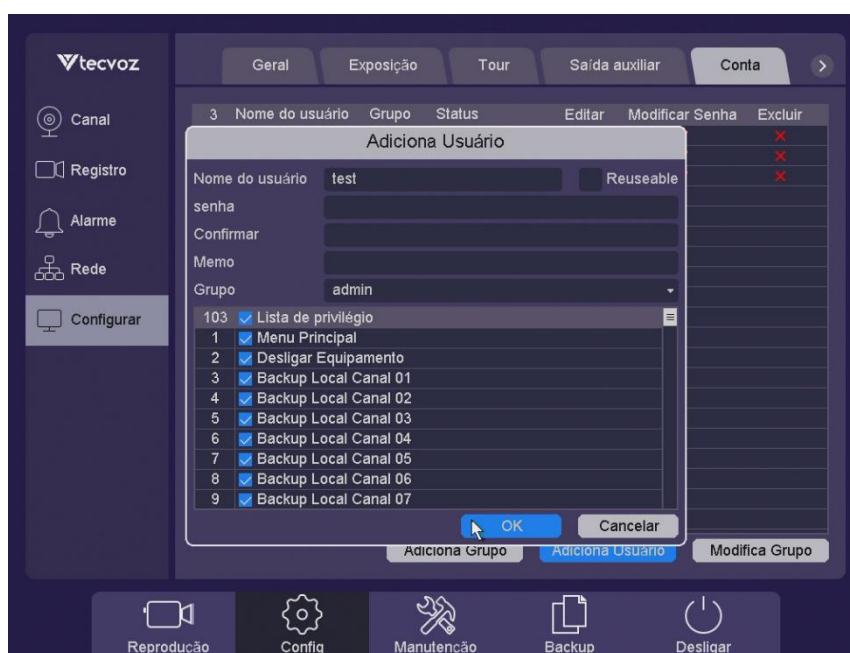 tecvoz
Geral Exposição Tour Saída auxiliar Conta >
Canal
Registro
Alarme
Rede
Configurar
3 Nome do usuário Grupo Status Editar Modificar Senha Excluir
Adiciona Usuário
Nome do usuário test Reuseable
senha
Confirmar
Memo
Grupo admin
103 Lista de privilégio
1 Menu Principal
2 Desligar Equipamento
3 Backup Local Canal 01
4 Backup Local Canal 02
5 Backup Local Canal 03
6 Backup Local Canal 04
7 Backup Local Canal 05
8 Backup Local Canal 06
9 Backup Local Canal 07
OK Cancelar
Adiciona Grupo Adiciona Usuário Modifica Grupo
Reprodução Config Manutenção Backup Desligar